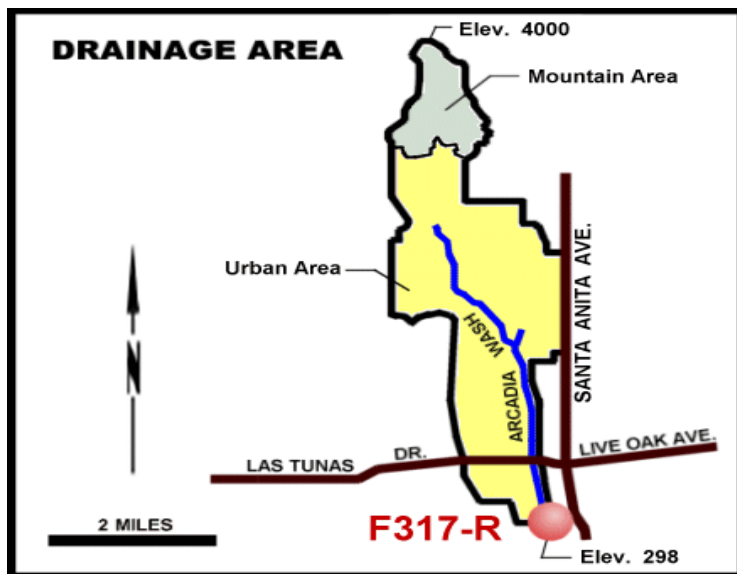 DRAINAGE AREA
Elev. 4000
Mountain Area
Urban Area
SANTA ANITA AVE.
N
WASH
ARCADIA
LAS TUNAS
DR.
LIVE OAK AVE.
2 MILES
F317-R
Elev. 298